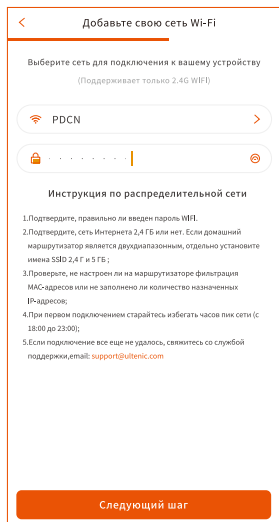 Добавьте свою сеть Wi-Fi
Выберите сеть для подключения к вашему устройству
(Поддерживает только 2.4G WIFI)
PDCN
· · · · · · · ·
Инструкция по распределительной сети
1.Подтвердите, правильно ли введен пароль WIFI.
2.Подтвердите, сеть Интернета 2,4 ГБ или нет. Если домашний
маршрутизатор является двухдиапазонным, отдельно установите
имена SSID 2,4 Г и 5 ГБ ;
3.Проверьте, не настроен ли на маршрутизаторе фильтрация
MAC-адресов или не заполнено ли количество назначенных
IP-адресов;
4.При первом подключением старайтесь избегать часов пик сети (с
18:00 до 23:00);
5.Если подключение все еще не удалось, свяжитесь со службой
поддержки,email: support@ultenic.com
Следующий шаг